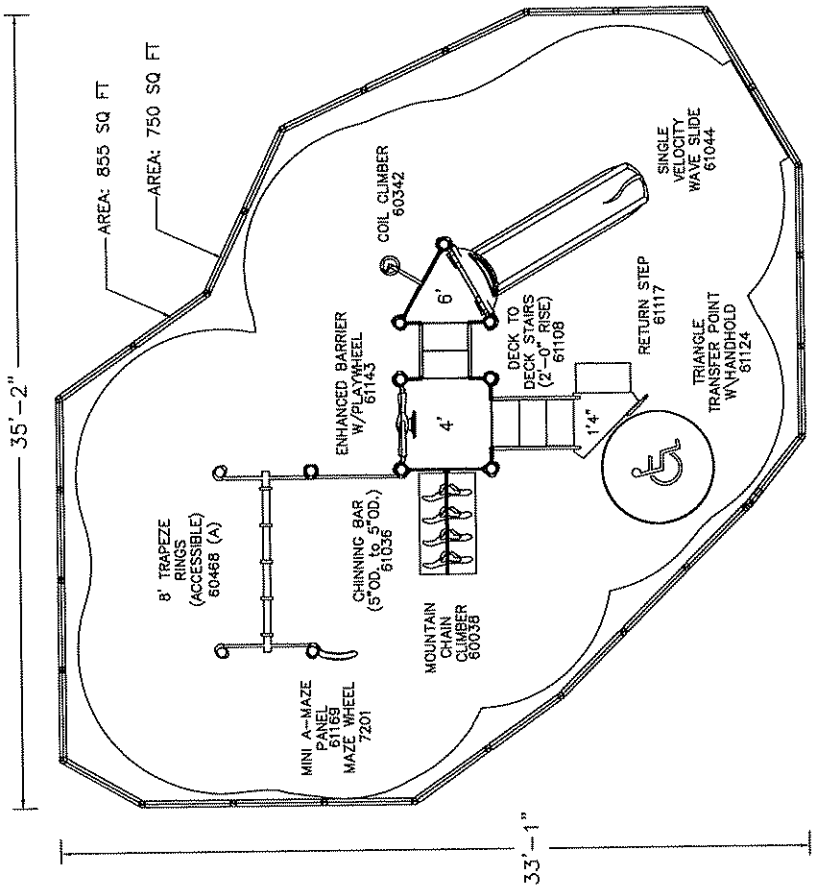 35'-2"
AREA: 855 SQ FT
AREA: 750 SQ FT
COIL CLIMBER
60342
8' TRAPEZE
RINGS
(ACCESSIBLE)
60468 (A)
ENHANCED BARRIER
W/PLAYWHEEL
61143
6'
SINGLE
VELOCITY
WAVE SLIDE
61044
CHINNING BAR
(5"OD. to 5"OD.)
61036
4'
DECK TO
DECK STAIRS
(2'-0" RISE)
61108
MINI A-MAZE
PANEL
61169
MAZE WHEEL
7201
MOUNTAIN
CHAIN
CLIMBER
60038
1'4"
RETURN STEP
61117
TRIANGLE
TRANSFER POINT
W\HANDHOLD
61124
33'-1"